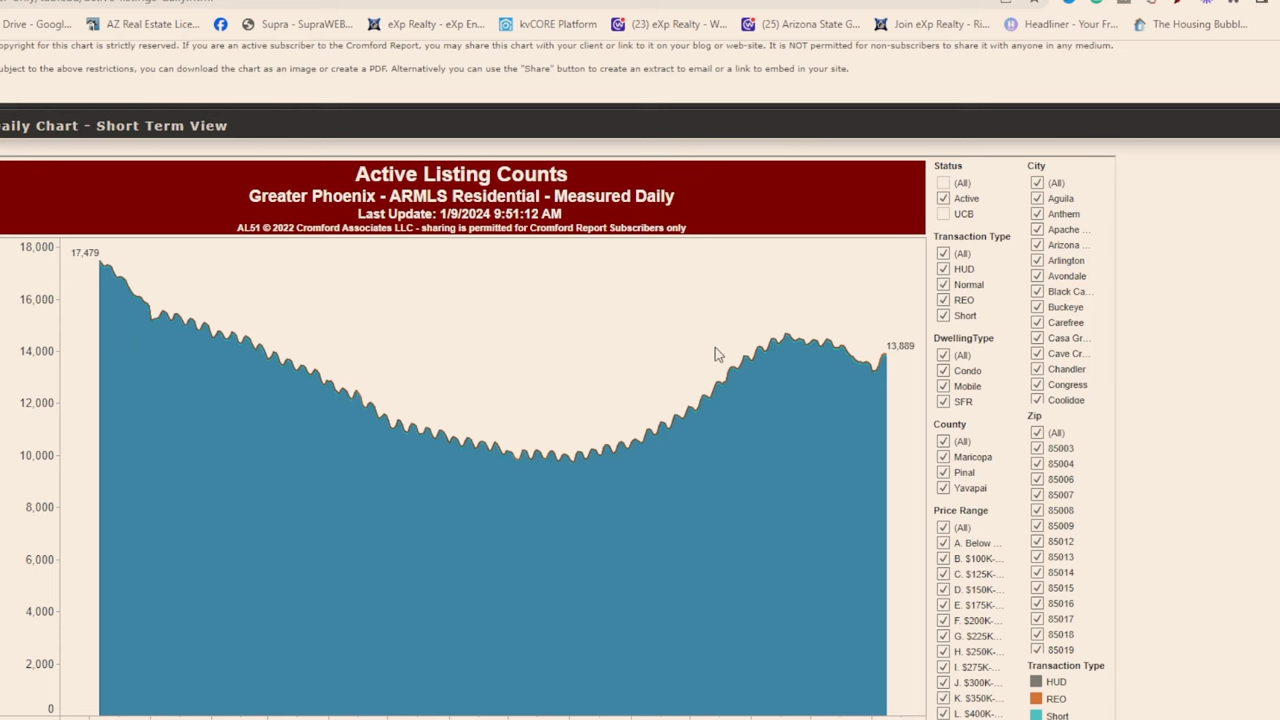 Drive - Googl...
AZ Real Estate Lice...
Supra - SupraWEB...
eXp Realty - eXp En...
kvCORE Platform
(23) eXp Realty - W...
(25) Arizona State G...
Join eXp Realty - Ri...
Headliner - Your Fr...
The Housing Bubbl...
opyright for this chart is strictly reserved. If you are an active subscriber to the Cromford Report, you may share this chart with your client or link to it on your blog or web-site. It is NOT permitted for non-subscribers to share it with anyone in any medium.
ubject to the above restrictions, you can download the chart as an image or create a PDF. Alternatively you can use the "Share" button to create an extract to email or a link to embed in your site.
aily Chart - Short Term View
Active Listing Counts
Greater Phoenix - ARMLS Residential - Measured Daily
Last Update: 1/9/2024 9:51:12 AM
AL51 © 2022 Cromford Associates LLC - sharing is permitted for Cromford Report Subscribers only
18,000
16,000
14,000
12,000
10,000
8,000
6,000
4,000
2,000
0
17,479
13,889
Status
(All)
Active
UCB
Transaction Type
(All)
HUD
Normal
REO
Short
DwellingType
(All)
Condo
Mobile
SFR
County
(All)
Maricopa
Pinal
Yavapai
Price Range
(All)
A. Below ...
B. $100K-...
C. $125K-...
D. $150K-...
E. $175K-...
F. $200K-...
G. $225K...
H. $250K-...
I. $275K-...
J. $300K-...
K. $350K-...
L. $400K-...
City
(All)
Aguila
Anthem
Apache ...
Arizona ...
Arlington
Avondale
Black Ca...
Buckeye
Carefree
Casa Gr...
Cave Cr...
Chandler
Congress
Coolidge
Zip
(All)
85003
85004
85006
85007
85008
85009
85012
85013
85014
85015
85016
85017
85018
85019
Transaction Type
HUD
REO
Short